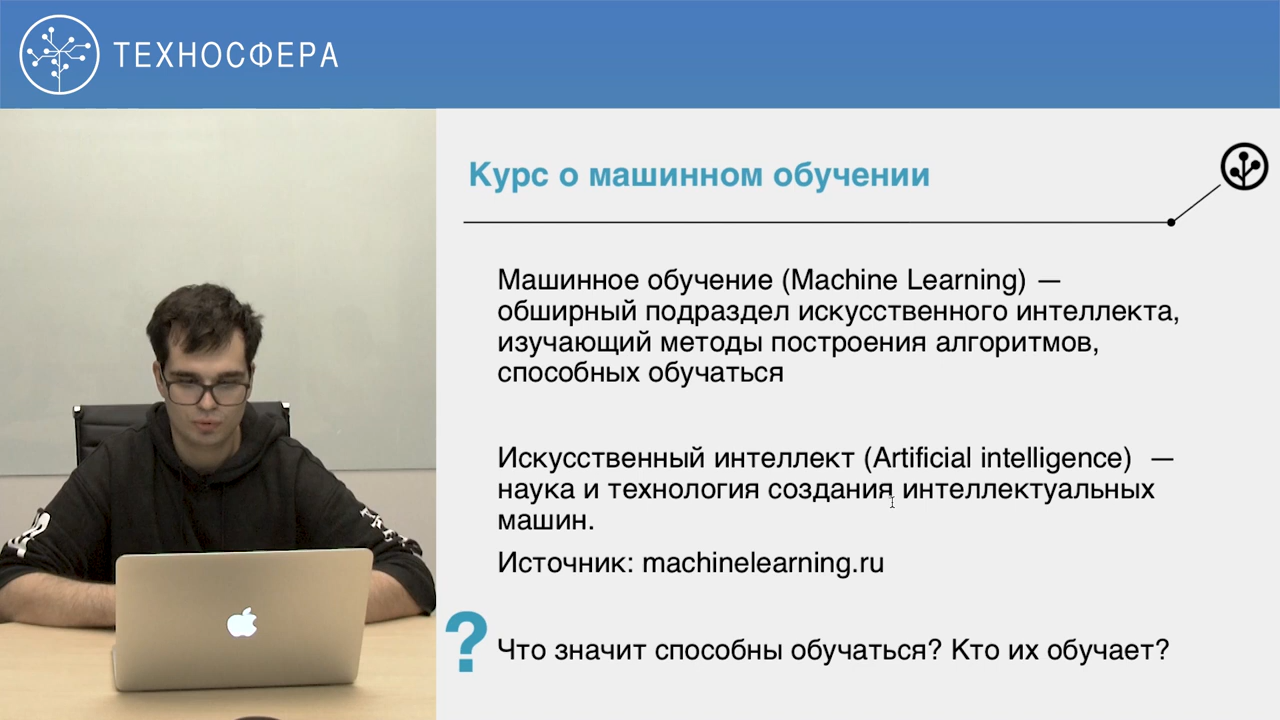 ТЕХНОСФЕРА
Курс о машинном обучении
Машинное обучение (Machine Learning) —
обширный подраздел искусственного интеллекта,
изучающий методы построения алгоритмов,
способных обучаться
Искусственный интеллект (Artificial intelligence) —
наука и технология создания интеллектуальных
машин.
Источник: machinelearning.ru
? Что значит способны обучаться? Кто их обучает?